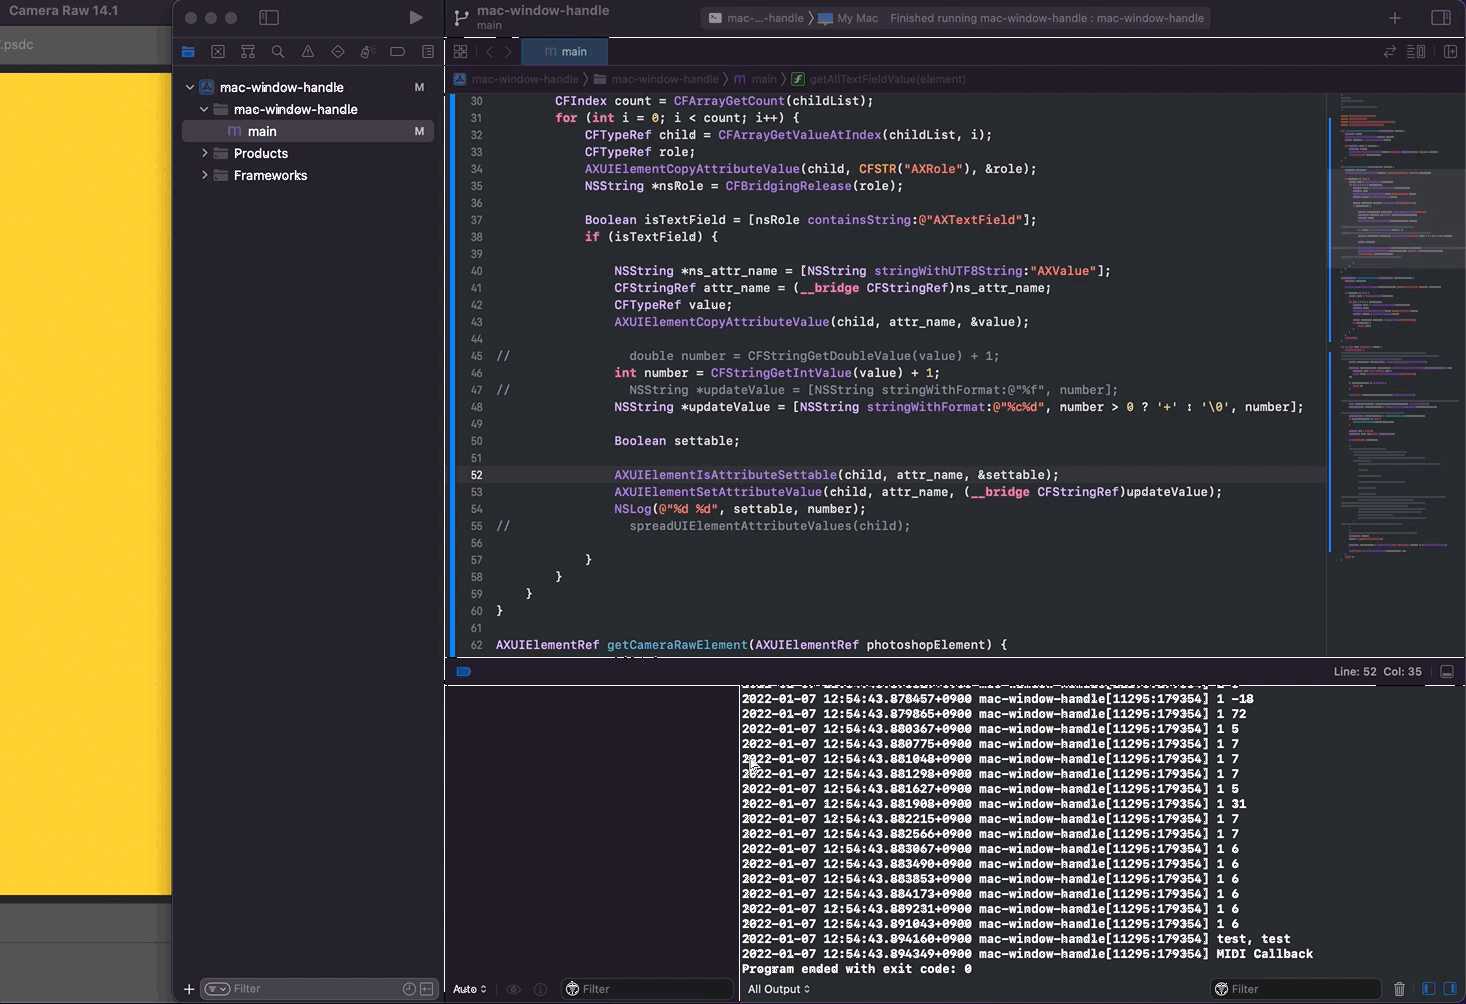 Camera Raw 14.1
.psdc
mac-window-handle
main
mac-...-handle
My Mac
Finished running mac-window-handle : mac-window-handle
main
mac-window-handle
mac-window-handle
main
getAllTextFieldValue(element)
mac-window-handle M
mac-window-handle
main M
Products
Frameworks
30 CFIndex count = CFArrayGetCount(childList);
31 for (int i = 0; i < count; i++) {
32 CFTypeRef child = CFArrayGetValueAtIndex(childList, i);
33 CFTypeRef role;
34 AXUIElementCopyAttributeValue(child, CFSTR("AXRole"), &role);
35 NSString *nsRole = CFBridgingRelease(role);
36
37 Boolean isTextField = [nsRole containsString:@"AXTextField"];
38 if (isTextField) {
39
40 NSString *ns_attr_name = [NSString stringWithUTF8String:"AXValue"];
41 CFStringRef attr_name = (__bridge CFStringRef)ns_attr_name;
42 CFTypeRef value;
43 AXUIElementCopyAttributeValue(child, attr_name, &value);
44
45 // double number = CFStringGetDoubleValue(value) + 1;
46 int number = CFStringGetIntValue(value) + 1;
47 // NSString *updateValue = [NSString stringWithFormat:@"%f", number];
48 NSString *updateValue = [NSString stringWithFormat:@"%c%d", number > 0 ? '+' : '\0', number];
49
50 Boolean settable;
51
52 AXUIElementIsAttributeSettable(child, attr_name, &settable);
53 AXUIElementSetAttributeValue(child, attr_name, (__bridge CFStringRef)updateValue);
54 NSLog(@"%d %d", settable, number);
55 // spreadUIElementAttributeValues(child);
56
57 }
58 }
59 }
60 }
61
62 AXUIElementRef getCameraRawElement(AXUIElementRef photoshopElement) {
Line: 52 Col: 35
2022-01-07 12:54:43.878457+0900 mac-window-handle[11295:179354] 1 -18
2022-01-07 12:54:43.879865+0900 mac-window-handle[11295:179354] 1 72
2022-01-07 12:54:43.880367+0900 mac-window-handle[11295:179354] 1 5
2022-01-07 12:54:43.880775+0900 mac-window-handle[11295:179354] 1 7
2022-01-07 12:54:43.881048+0900 mac-window-handle[11295:179354] 1 7
2022-01-07 12:54:43.881298+0900 mac-window-handle[11295:179354] 1 7
2022-01-07 12:54:43.881627+0900 mac-window-handle[11295:179354] 1 5
2022-01-07 12:54:43.881908+0900 mac-window-handle[11295:179354] 1 31
2022-01-07 12:54:43.882215+0900 mac-window-handle[11295:179354] 1 7
2022-01-07 12:54:43.882566+0900 mac-window-handle[11295:179354] 1 7
2022-01-07 12:54:43.883067+0900 mac-window-handle[11295:179354] 1 6
2022-01-07 12:54:43.883490+0900 mac-window-handle[11295:179354] 1 6
2022-01-07 12:54:43.883853+0900 mac-window-handle[11295:179354] 1 6
2022-01-07 12:54:43.884173+0900 mac-window-handle[11295:179354] 1 6
2022-01-07 12:54:43.889231+0900 mac-window-handle[11295:179354] 1 6
2022-01-07 12:54:43.891043+0900 mac-window-handle[11295:179354] 1 6
2022-01-07 12:54:43.894160+0900 mac-window-handle[11295:179354] test, test
2022-01-07 12:54:43.894349+0900 mac-window-handle[11295:179354] MIDI Callback
Program ended with exit code: 0
Filter
Auto
Filter
All Output
Filter